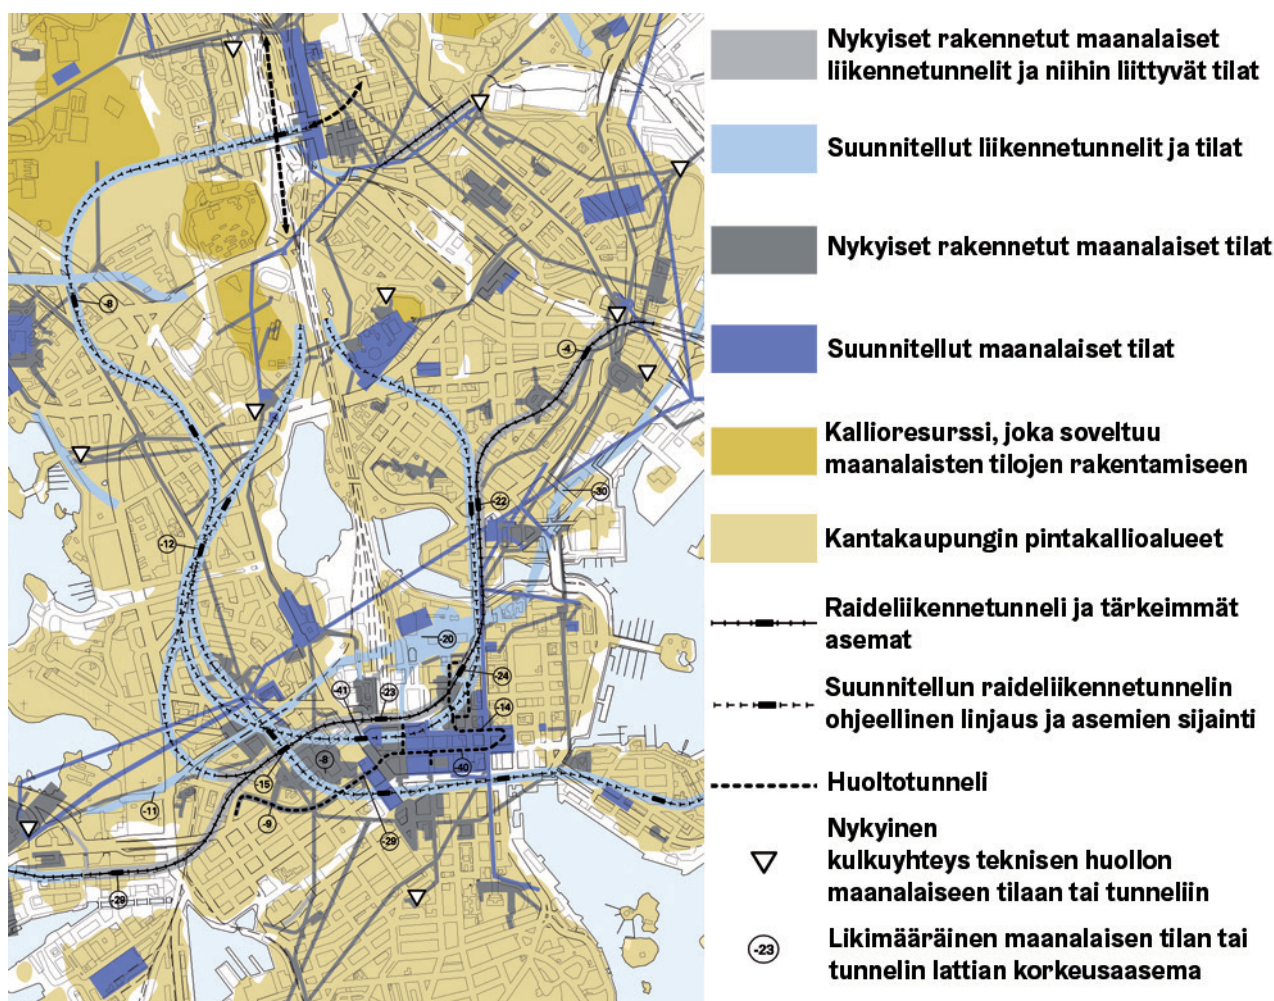 Nykyiset rakennetut maanalaiset
liikennetunnelit ja niihin liittyvät tilat
Suunnitellut liikennetunnelit ja tilat
Nykyiset rakennetut maanalaiset tilat
Suunnitellut maanalaiset tilat
Kallioresurssi, joka soveltuu
maanalaisten tilojen rakentamiseen
Kantakaupungin pintakallioalueet
Raideliikennetunneli ja tärkeimmät
asemat
Suunnitellun raideliikennetunnelin
ohjeellinen linjaus ja asemien sijainti
Huoltotunneli
Nykyinen
kulkuyhteys teknisen huollon
maanalaiseen tilaan tai tunneliin
-23
Likimääräinen maanalaisen tilan tai
tunnelin lattian korkeusaasema
-8
-4
-22
-30
-12
-20
-24
-41
-23
-14
-8
-40
-15
-11
-9
-29
-29